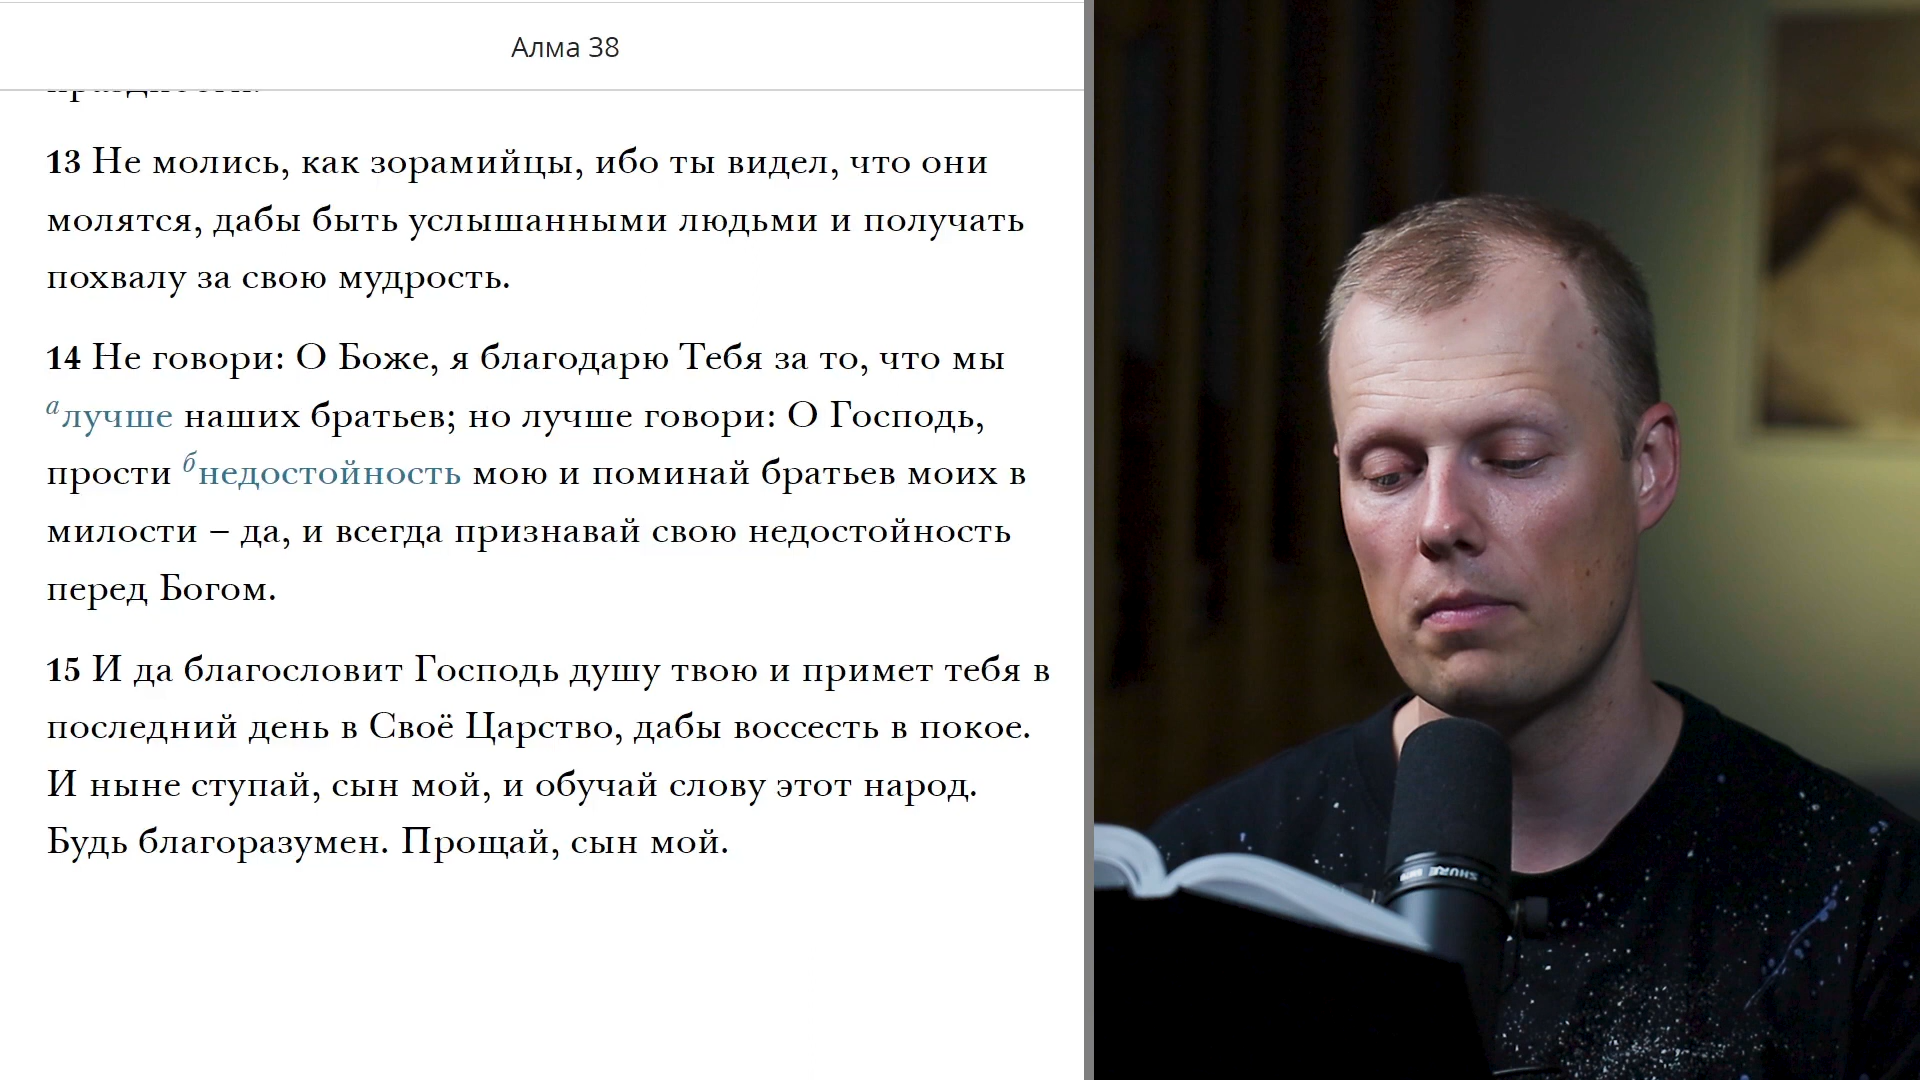 Алма 38
13 Не молись, как зорамийцы, ибо ты видел, что они
молятся, дабы быть услышанными людьми и получать
похвалу за свою мудрость.
14 Не говори: О Боже, я благодарю Тебя за то, что мы
а лучше наших братьев; но лучше говори: О Господь,
прости б недостойность мою и поминай братьев моих в
милости – да, и всегда признавай свою недостойность
перед Богом.
15 И да благословит Господь душу твою и примет тебя в
последний день в Своё Царство, дабы воссесть в покое.
И ныне ступай, сын мой, и обучай слову этот народ.
Будь благоразумен. Прощай, сын мой.
SHURE